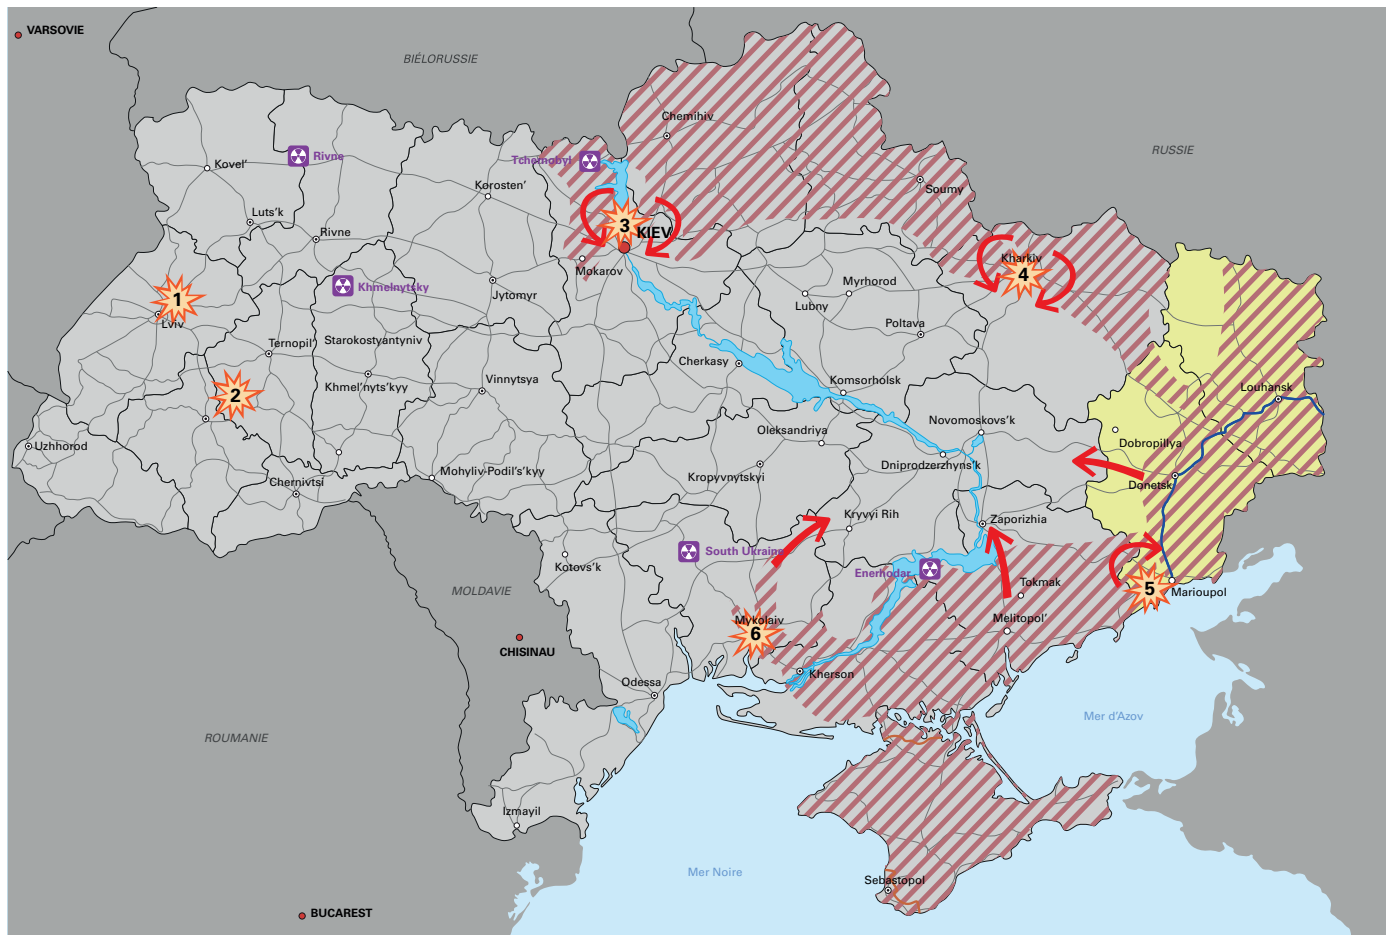 VARSOVIE
BIÉLORUSSIE
RUSSIE
Chernihiv
Rivne
Tchernobyl
Kovel'
Korosten'
Soumy
Luts'k
3
KIEV
Rivne
Kharkiv
4
Mokarov
Khmelnytsky
1
Jytomyr
Myrhorod
Lubny
Lviv
Poltava
Ternopil'
Starokostyantyniv
Cherkasy
Khmel'nyts'kyy
Vinnytsya
Komsorholsk
Louhansk
2
Novomoskovs'k
Oleksandriya
Dobropillya
Uzhhorod
Dniprodzerzhyns'k
Mohyliv-Podil's'kyy
Kropyvnytskyi
Chernivtsi
Donetsk
Kryvyi Rih
Zaporizhia
South Ukraine
Kotovs'k
Enerhodar
Tokmak
MOLDAVIE
5
Marioupol
Mykolaiv
6
Melitopol'
CHISINAU
Kherson
Odessa
Mer d'Azov
ROUMANIE
Izmayil
Mer Noire
Sebastopol
BUCAREST